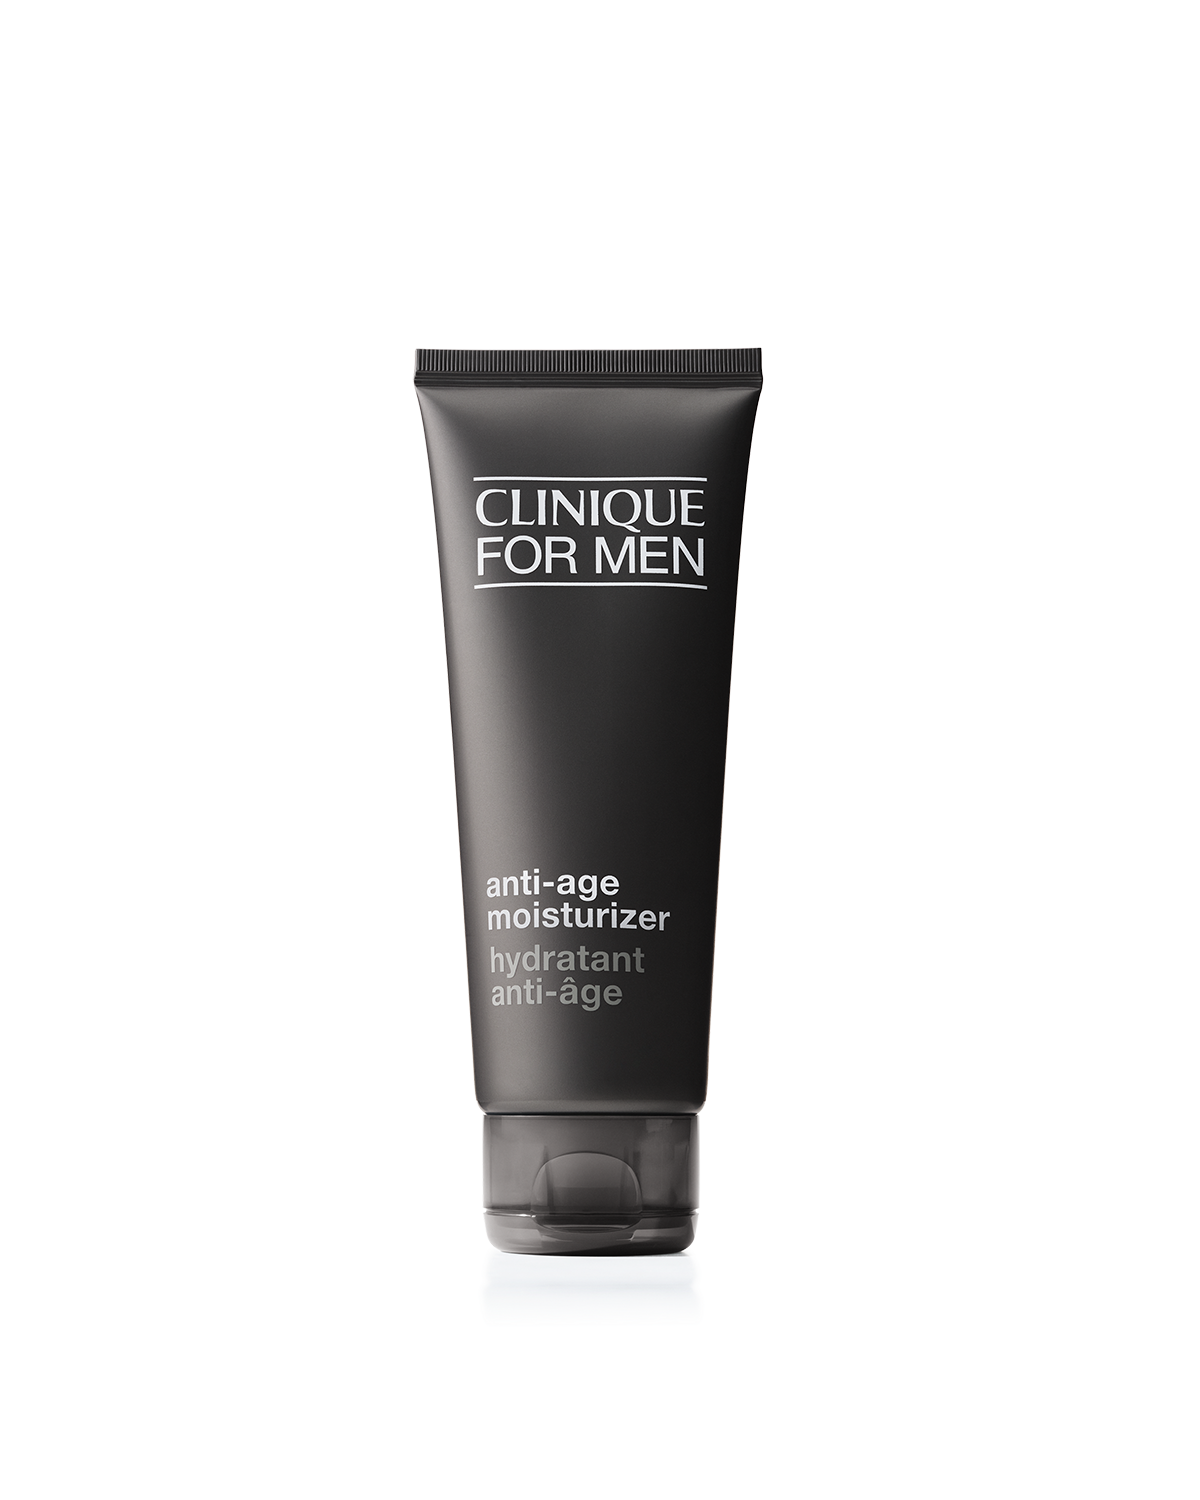 CLINIQUE
FOR MEN
anti-age
moisturizer
hydratant
anti-âge